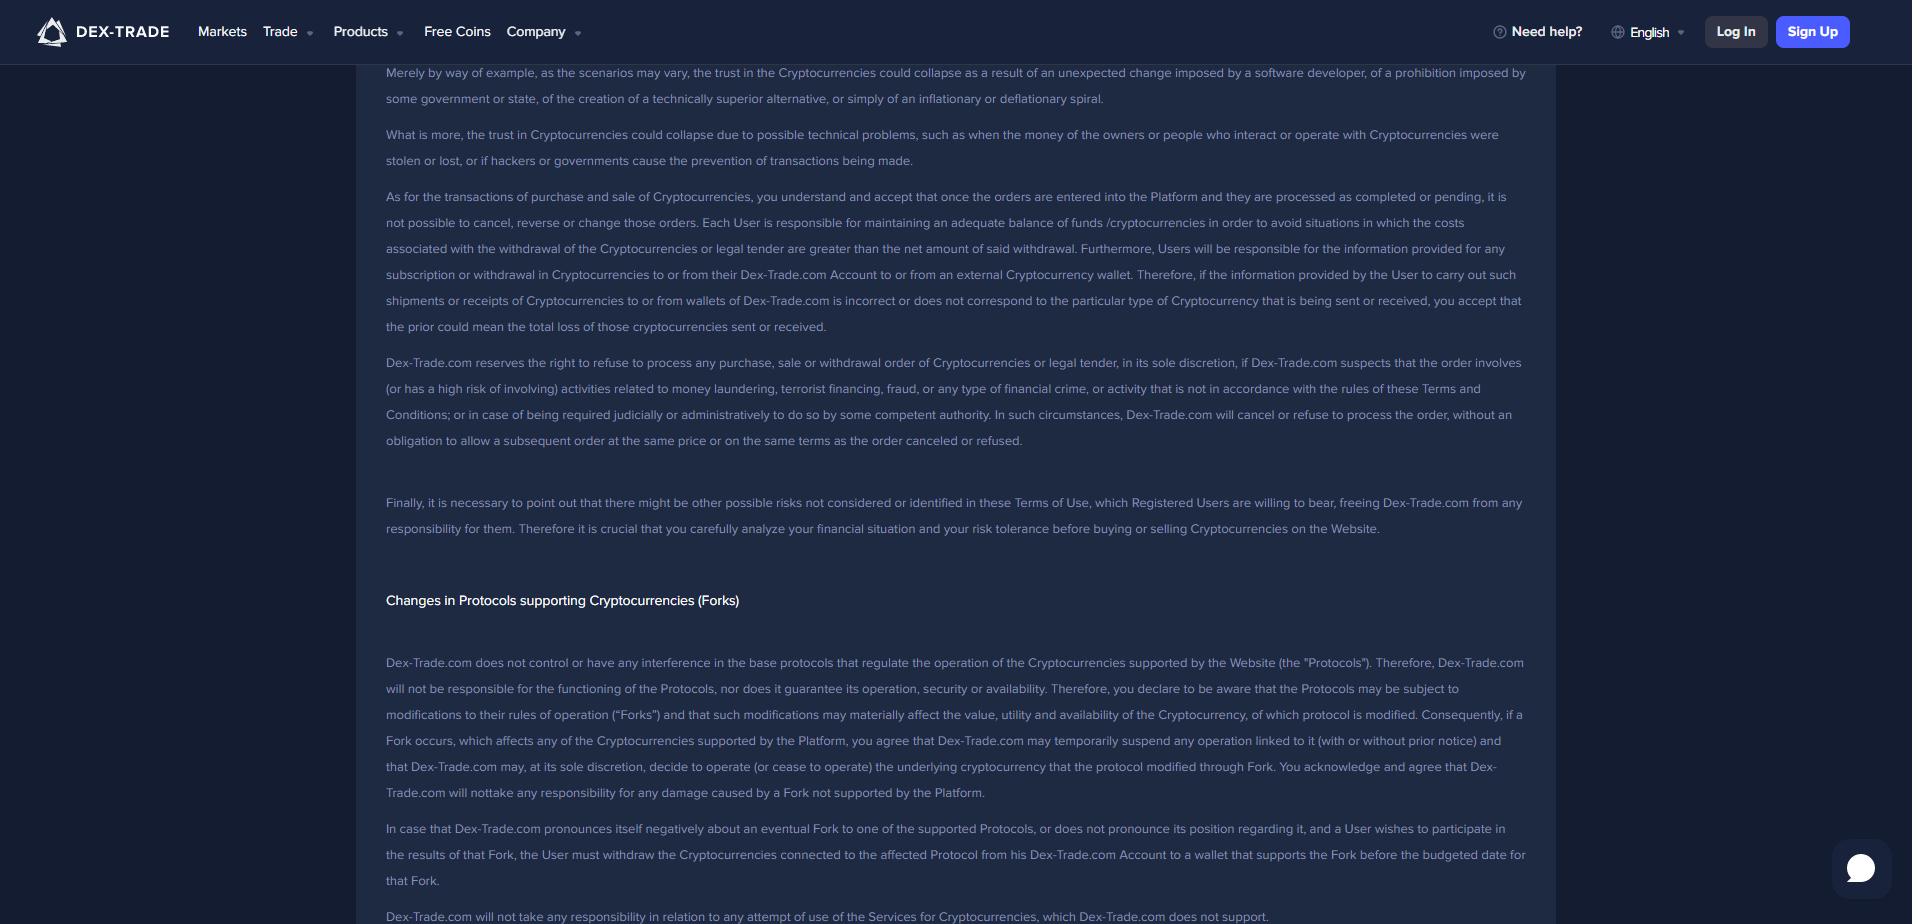 DEX-TRADE Markets Trade Products Free Coins Company Need help? English Log In Sign Up
Merely by way of example, as the scenarios may vary, the trust in the Cryptocurrencies could collapse as a result of an unexpected change imposed by a software developer, of a prohibition imposed by
some government or state, of the creation of a technically superior alternative, or simply of an inflationary or deflationary spiral.
What is more, the trust in Cryptocurrencies could collapse due to possible technical problems, such as when the money of the owners or people who interact or operate with Cryptocurrencies were
stolen or lost, or if hackers or governments cause the prevention of transactions being made.
As for the transactions of purchase and sale of Cryptocurrencies, you understand and accept that once the orders are entered into the Platform and they are processed as completed or pending, it is
not possible to cancel, reverse or change those orders. Each User is responsible for maintaining an adequate balance of funds /cryptocurrencies in order to avoid situations in which the costs
associated with the withdrawal of the Cryptocurrencies or legal tender are greater than the net amount of said withdrawal. Furthermore, Users will be responsible for the information provided for any
subscription or withdrawal in Cryptocurrencies to or from their Dex-Trade.com Account to or from an external Cryptocurrency wallet. Therefore, if the information provided by the User to carry out such
shipments or receipts of Cryptocurrencies to or from wallets of Dex-Trade.com is incorrect or does not correspond to the particular type of Cryptocurrency that is being sent or received, you accept that
the prior could mean the total loss of those cryptocurrencies sent or received.
Dex-Trade.com reserves the right to refuse to process any purchase, sale or withdrawal order of Cryptocurrencies or legal tender, in its sole discretion, if Dex-Trade.com suspects that the order involves
(or has a high risk of involving) activities related to money laundering, terrorist financing, fraud, or any type of financial crime, or activity that is not in accordance with the rules of these Terms and
Conditions; or in case of being required judicially or administratively to do so by some competent authority. In such circumstances, Dex-Trade.com will cancel or refuse to process the order, without an
obligation to allow a subsequent order at the same price or on the same terms as the order canceled or refused.
Finally, it is necessary to point out that there might be other possible risks not considered or identified in these Terms of Use, which Registered Users are willing to bear, freeing Dex-Trade.com from any
responsibility for them. Therefore it is crucial that you carefully analyze your financial situation and your risk tolerance before buying or selling Cryptocurrencies on the Website.
Changes in Protocols supporting Cryptocurrencies (Forks)
Dex-Trade.com does not control or have any interference in the base protocols that regulate the operation of the Cryptocurrencies supported by the Website (the "Protocols"). Therefore, Dex-Trade.com
will not be responsible for the functioning of the Protocols, nor does it guarantee its operation, security or availability. Therefore, you declare to be aware that the Protocols may be subject to
modifications to their rules of operation (“Forks”) and that such modifications may materially affect the value, utility and availability of the Cryptocurrency, of which protocol is modified. Consequently, if a
Fork occurs, which affects any of the Cryptocurrencies supported by the Platform, you agree that Dex-Trade.com may temporarily suspend any operation linked to it (with or without prior notice) and
that Dex-Trade.com may, at its sole discretion, decide to operate (or cease to operate) the underlying cryptocurrency that the protocol modified through Fork. You acknowledge and agree that Dex-
Trade.com will nottake any responsibility for any damage caused by a Fork not supported by the Platform.
In case that Dex-Trade.com pronounces itself negatively about an eventual Fork to one of the supported Protocols, or does not pronounce its position regarding it, and a User wishes to participate in
the results of that Fork, the User must withdraw the Cryptocurrencies connected to the affected Protocol from his Dex-Trade.com Account to a wallet that supports the Fork before the budgeted date for
that Fork.
Dex-Trade.com will not take any responsibility in relation to any attempt of use of the Services for Cryptocurrencies, which Dex-Trade.com does not support.